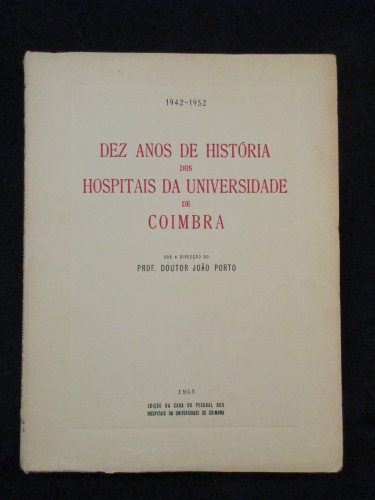 1942-1952
DEZ ANOS DE HISTÓRIA
DOS
HOSPITAIS DA UNIVERSIDADE
DE
COIMBRA
SOB A DIRECÇÃO DO
PROF. DOUTOR JOÃO PORTO
1953
EDIÇÃO DA CASA DO PESSOAL DOS
HOSPITAIS DA UNIVERSIDADE DE COIMBRA